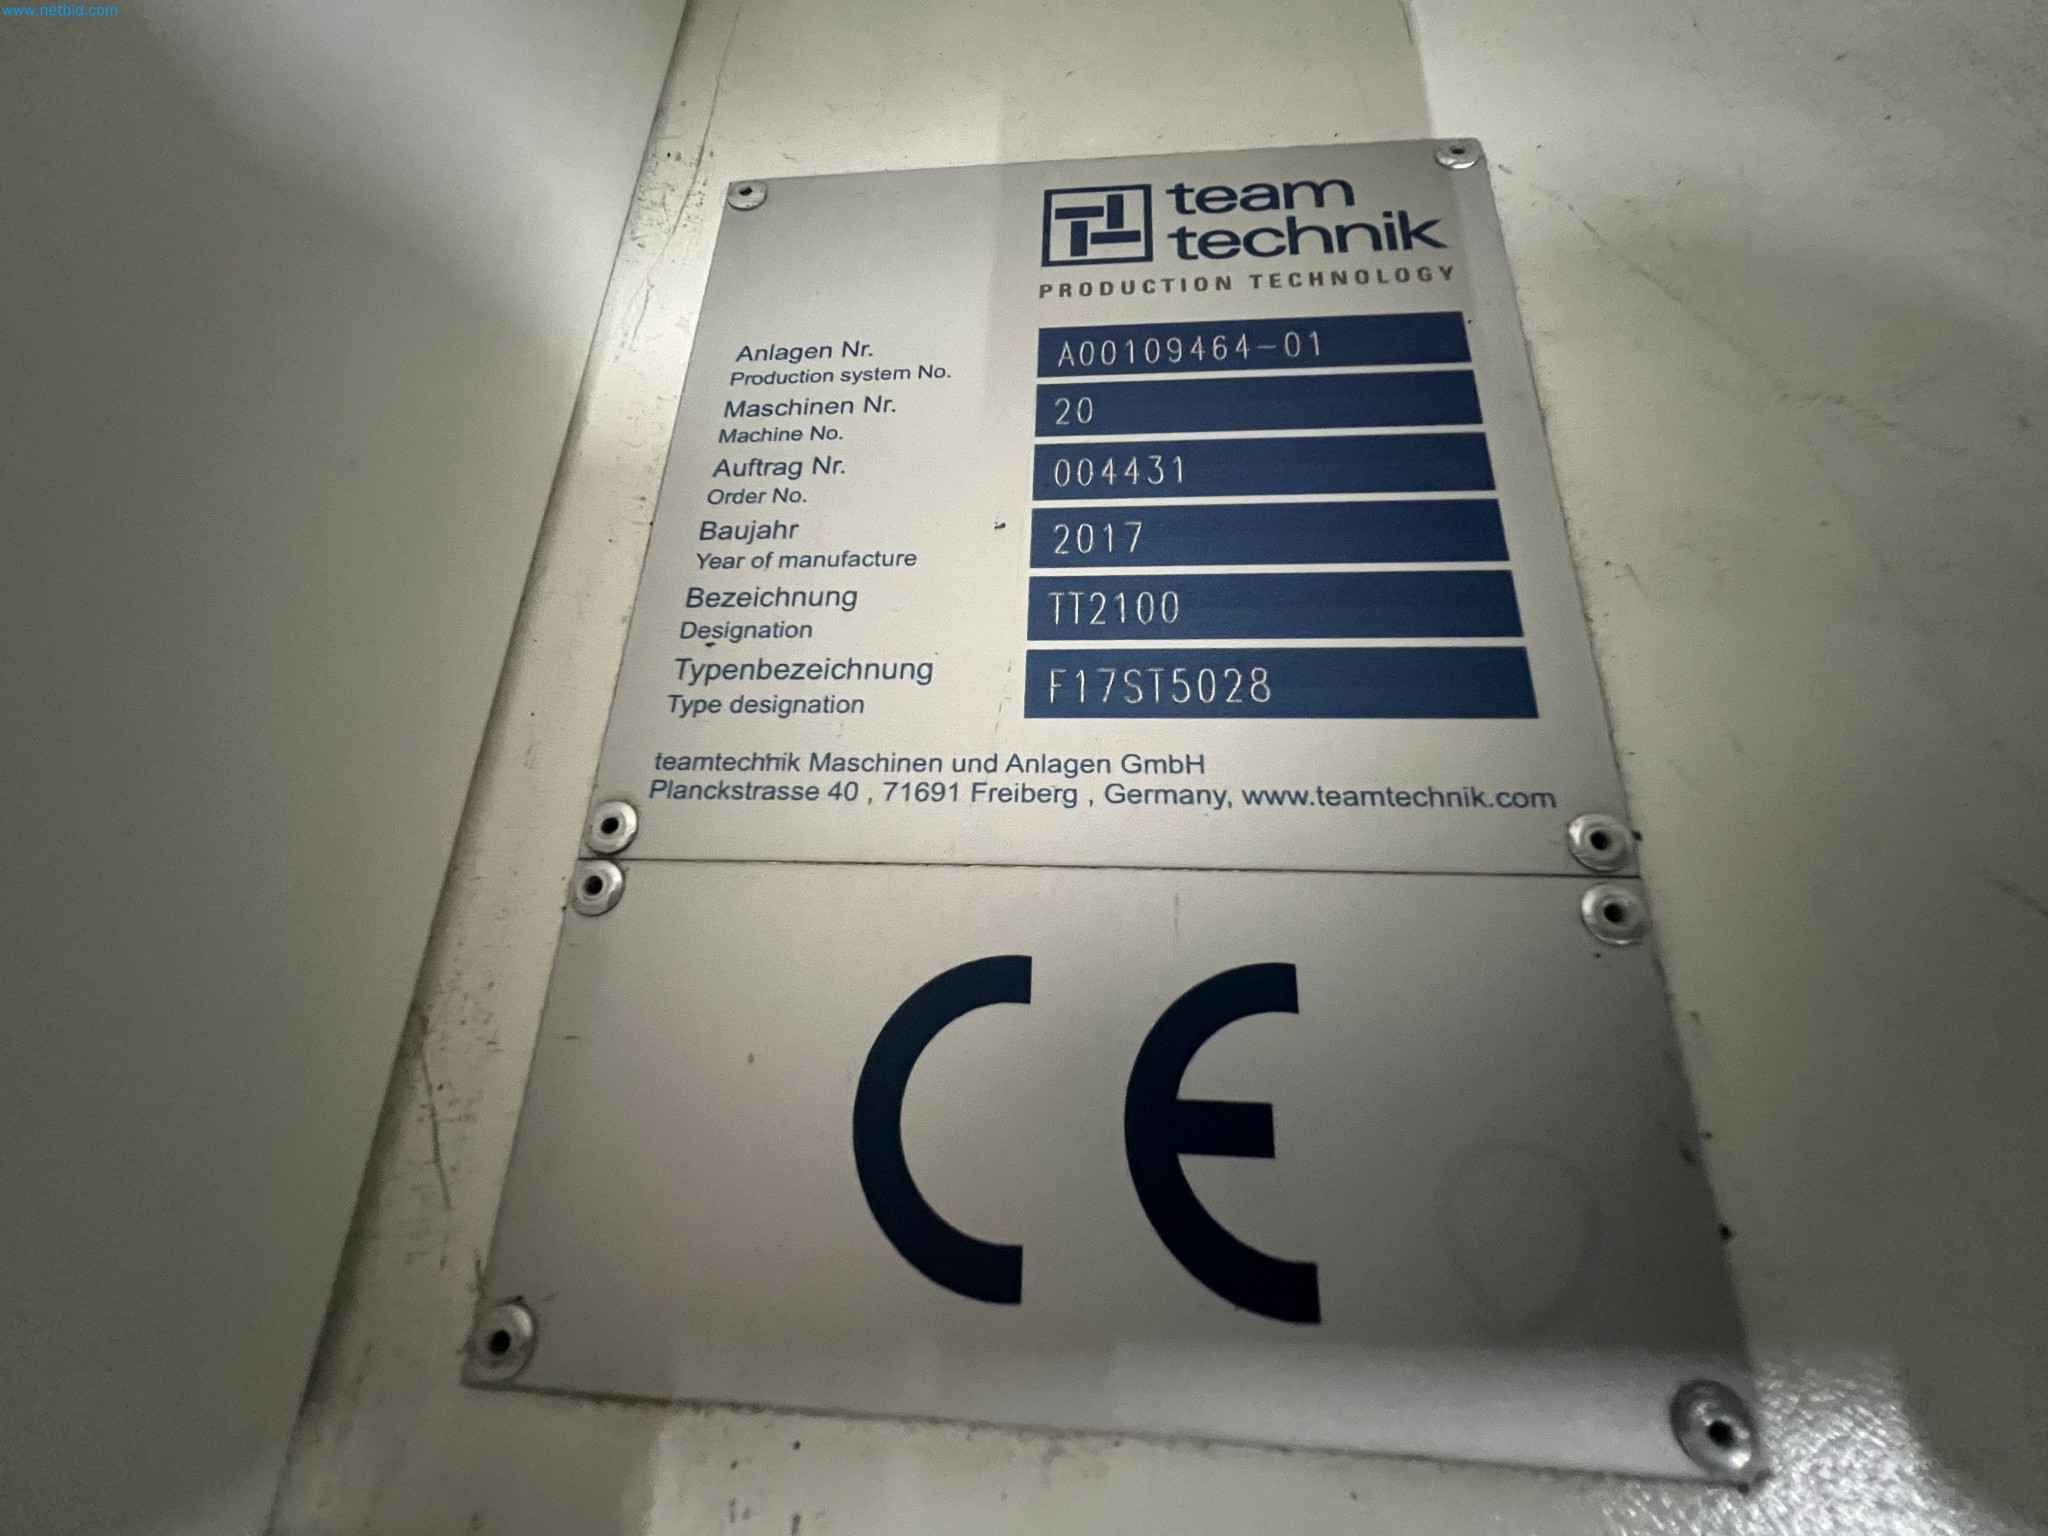 www.netbid.com
team
technik
PRODUCTION TECHNOLOGY
Anlagen Nr.
Production system No.
A00109464-01
Maschinen Nr.
Machine No.
20
Auftrag Nr.
Order No.
004431
Baujahr
Year of manufacture
2017
Bezeichnung
Designation
TT2100
Typenbezeichnung
Type designation
F17ST5028
teamtechnik Maschinen und Anlagen GmbH
Planckstrasse 40 , 71691 Freiberg , Germany, www.teamtechnik.com
CE